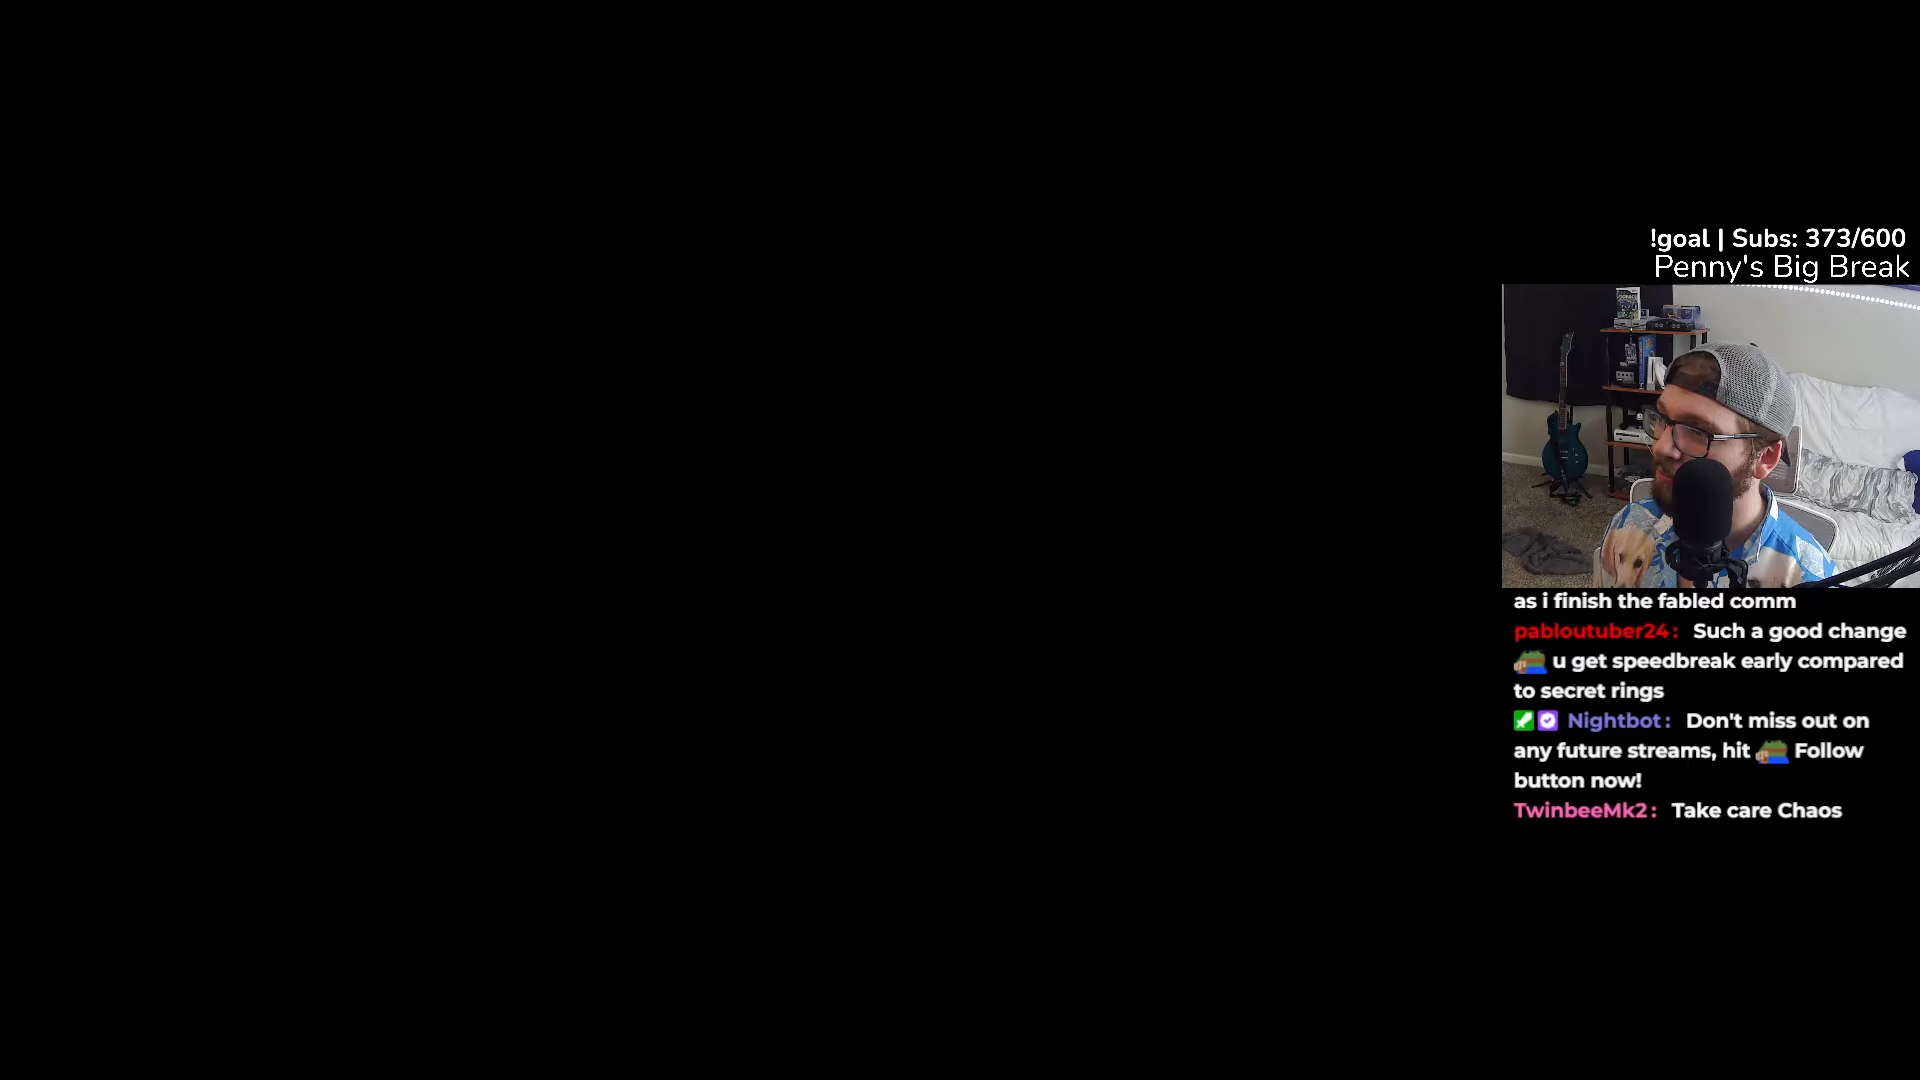 !goal | Subs: 373/600
Penny's Big Break
as i finish the fabled comm
pabloutuber24: Such a good change
u get speedbreak early compared
to secret rings
Nightbot: Don't miss out on
any future streams, hit Follow
button now!
TwinbeeMk2: Take care Chaos